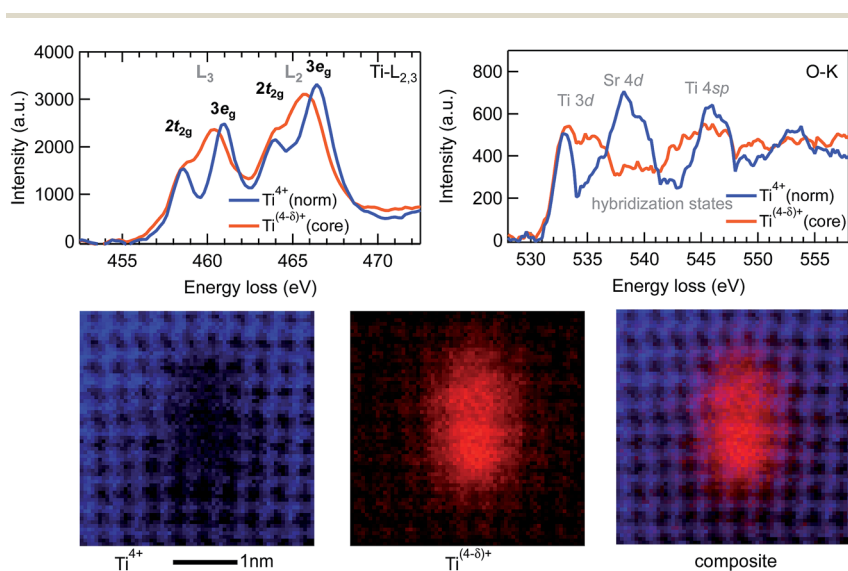 4000
3000
2000
1000
0
Intensity (a.u.)
L3
L2
Ti-L2,3
2t2g
3eg
2t2g
3eg
Ti4+(norm)
Ti(4-δ)+(core)
455
460
465
470
Energy loss (eV)
800
600
400
200
0
Intensity (a.u.)
O-K
Ti 3d
Sr 4d
Ti 4sp
hybridization states
Ti4+(norm)
Ti(4-δ)+(core)
530
535
540
545
550
555
Energy loss (eV)
Ti4+
1nm
Ti(4-δ)+
composite